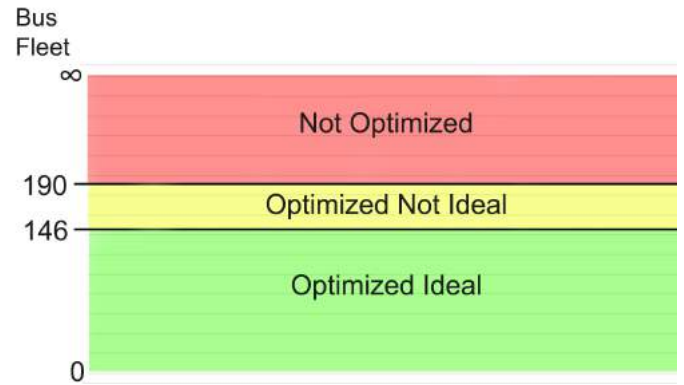 Bus
Fleet
∞
Not Optimized
190
Optimized Not Ideal
146
Optimized Ideal
0